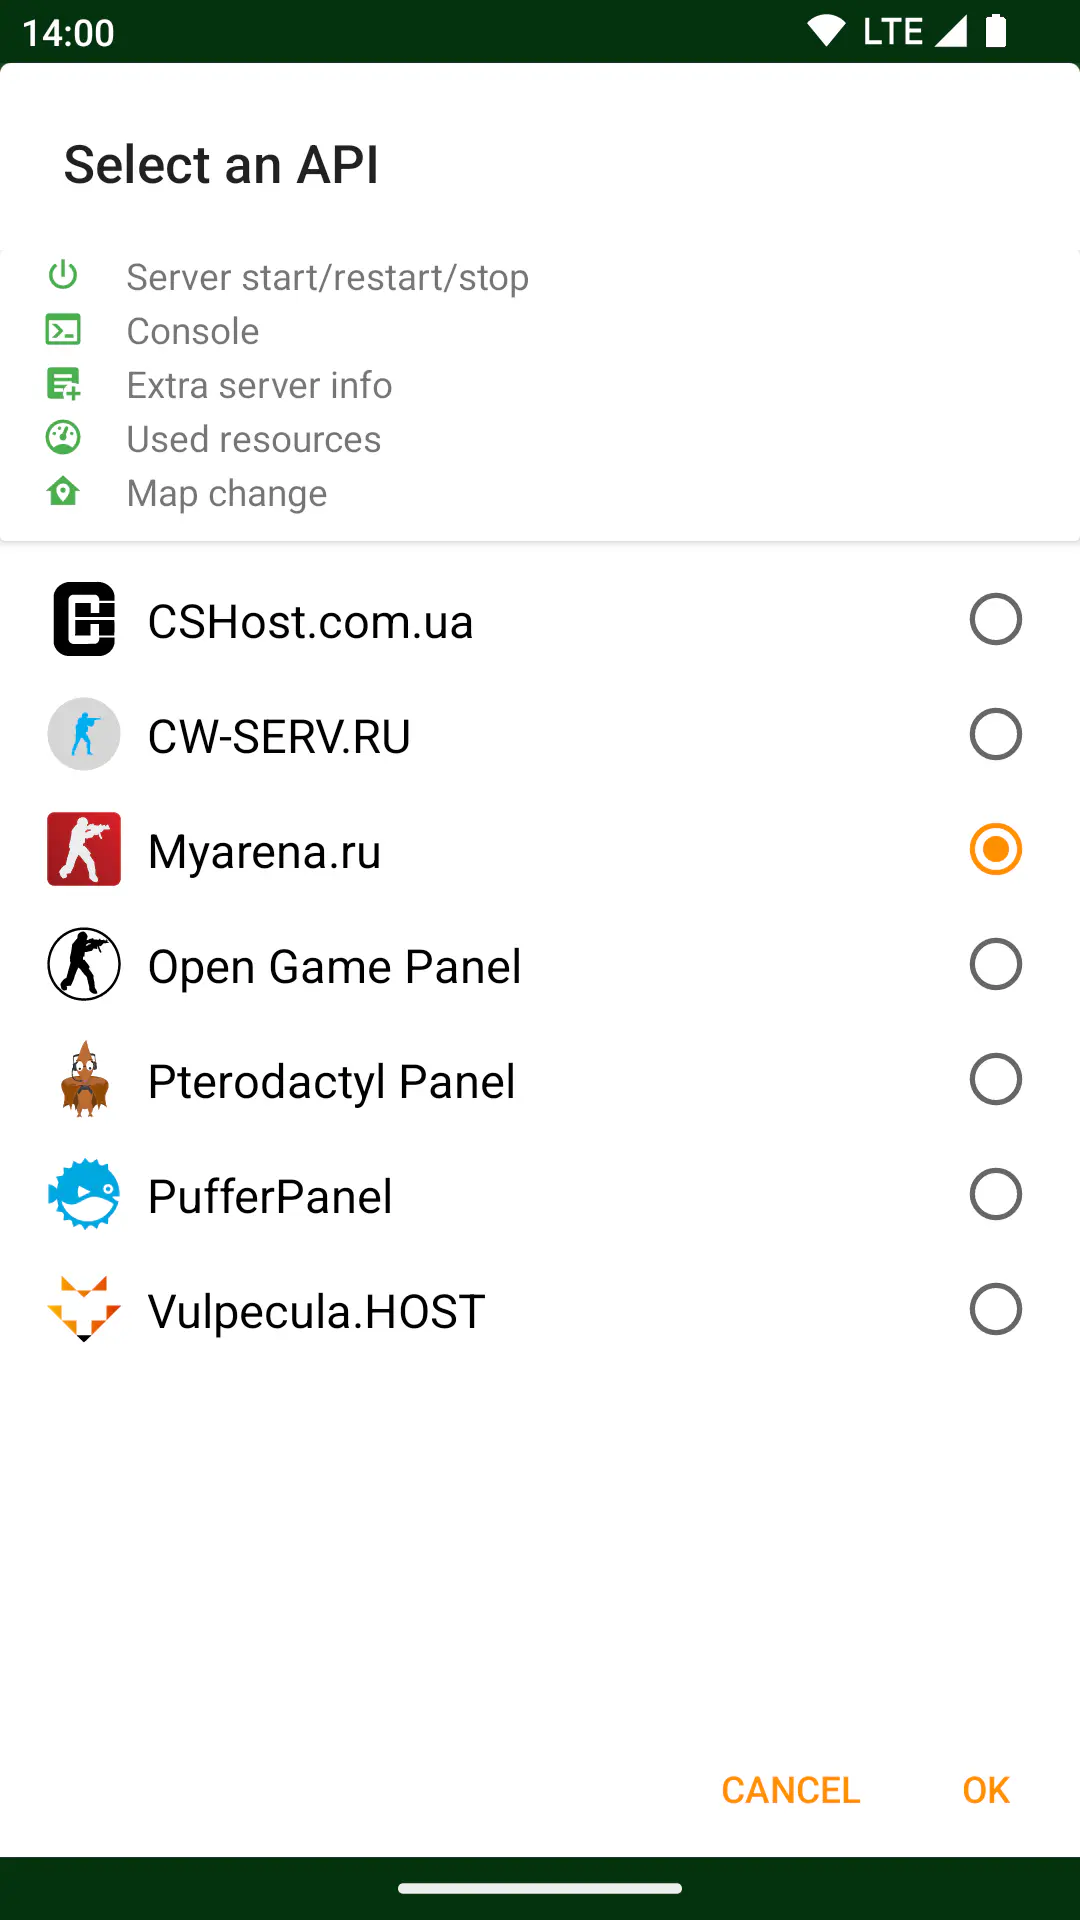 14:00 LTE
Select an API
Server start/restart/stop
Console
Extra server info
Used resources
Map change
CSHost.com.ua
CW-SERV.RU
Myarena.ru
Open Game Panel
Pterodactyl Panel
PufferPanel
Vulpecula.HOST
CANCEL OK